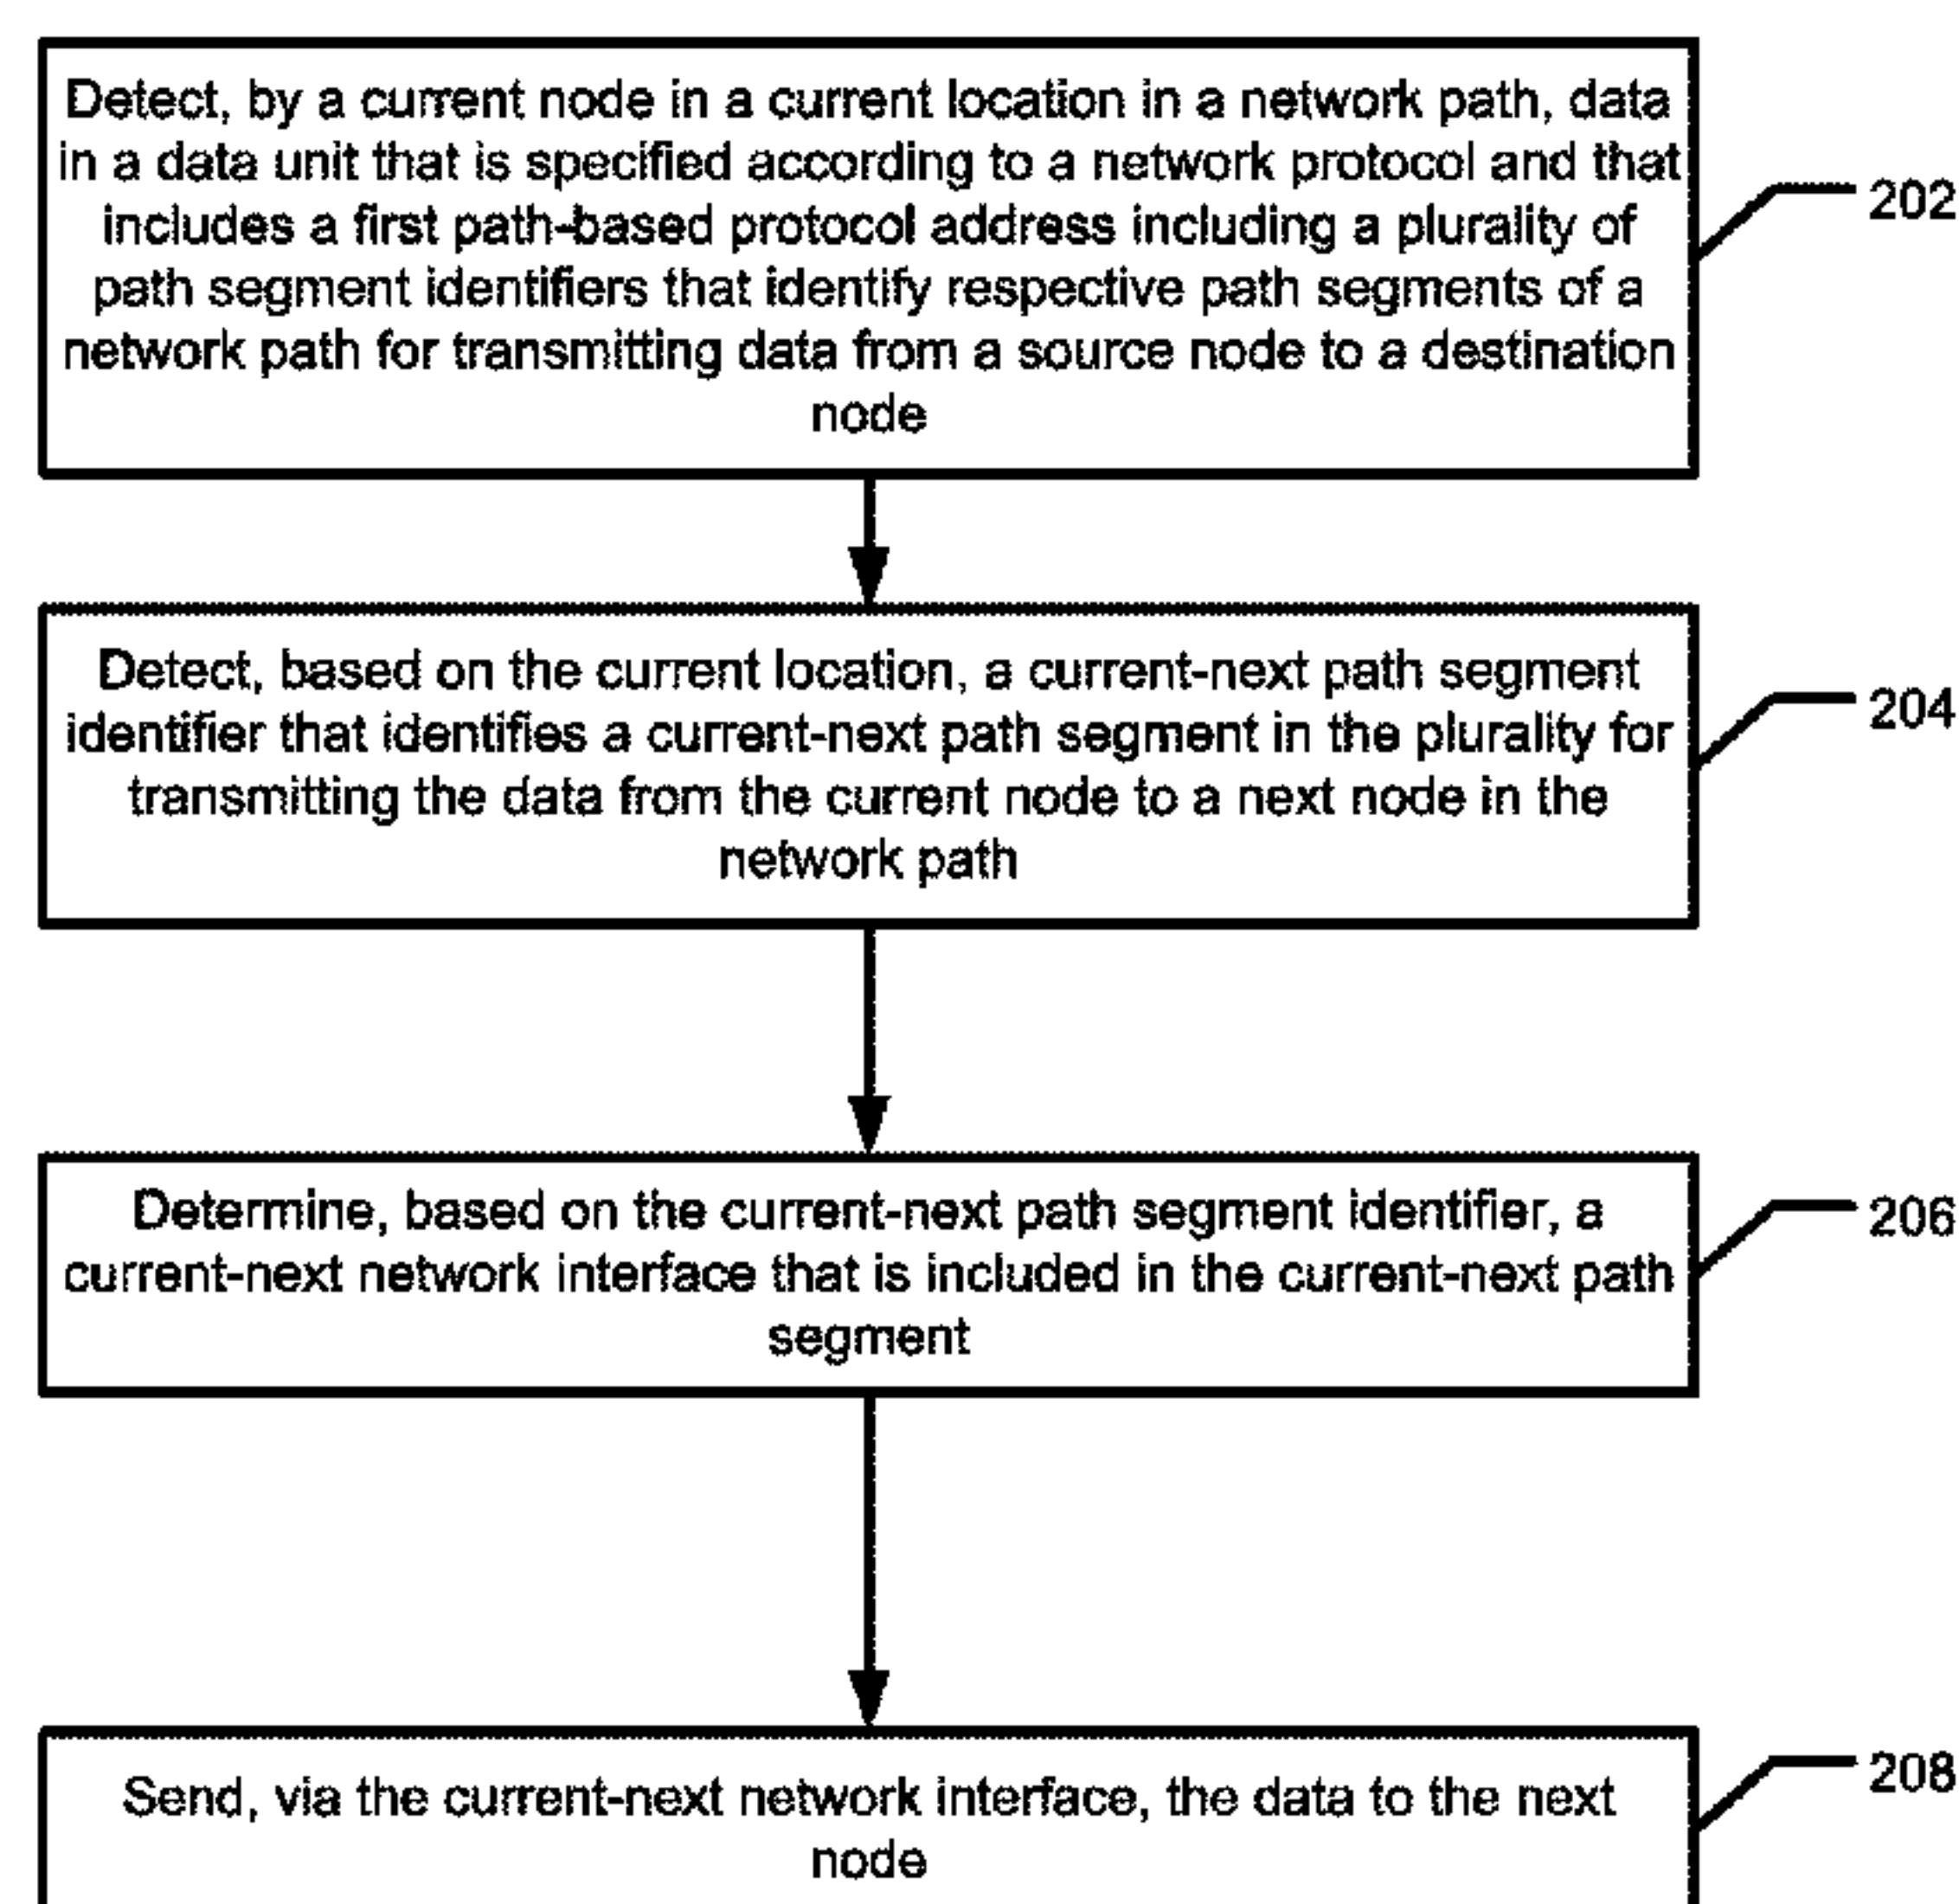 Detect, by a current node in a current location in a network path, data
in a data unit that is specified according to a network protocol and that
includes a first path-based protocol address including a plurality of
path segment identifiers that identify respective path segments of a
network path for transmitting data from a source node to a destination
node
202
Detect, based on the current location, a current-next path segment
identifier that identifies a current-next path segment in the plurality for
transmitting the data from the current node to a next node in the
network path
204
Determine, based on the current-next path segment identifier, a
current-next network interface that is included in the current-next path
segment
206
Send, via the current-next network interface, the data to the next
node
208